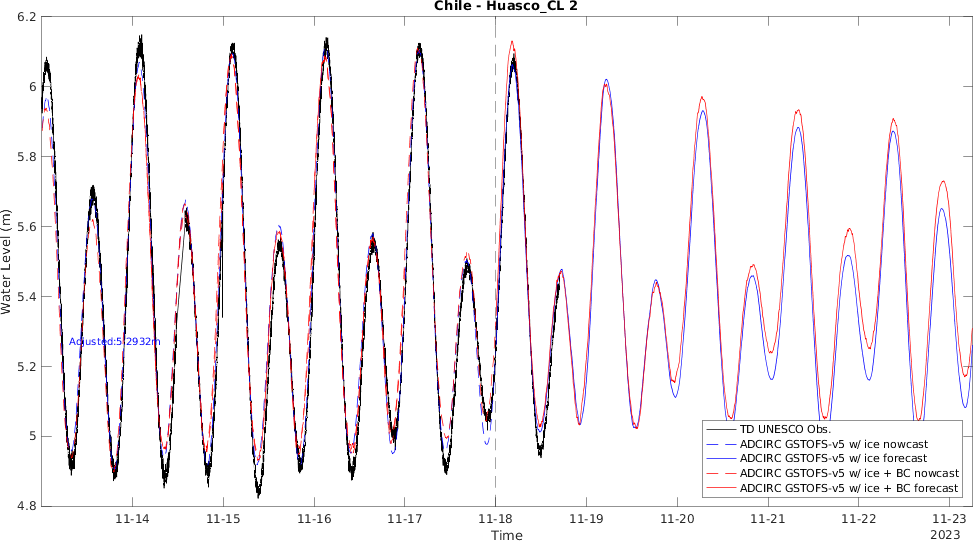 Chile - Huasco_CL 2
6.2
6
5.8
5.6
5.4
5.2
5
4.8
Water Level (m)
Adjusted:5.2932m
TD UNESCO Obs.
ADCIRC GSTOFS-v5 w/ ice nowcast
ADCIRC GSTOFS-v5 w/ ice forecast
ADCIRC GSTOFS-v5 w/ ice + BC nowcast
ADCIRC GSTOFS-v5 w/ ice + BC forecast
11-14
11-15
11-16
11-17
11-18
11-19
11-20
11-21
11-22
11-23
2023
Time